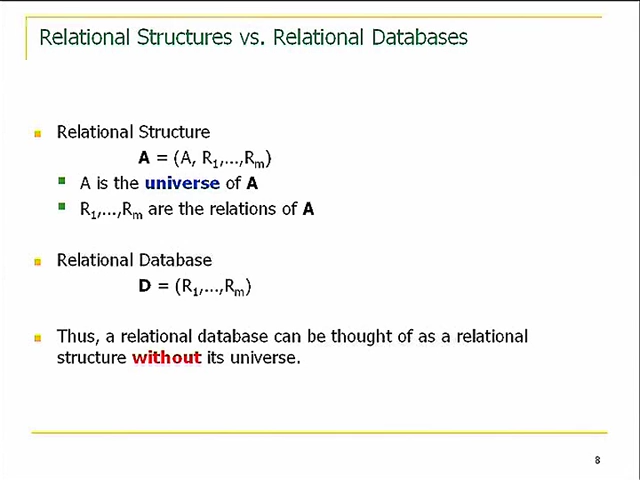 Relational Structures vs. Relational Databases
Relational Structure
A = (A, R₁,…,Rₘ)
A is the universe of A
R₁,…,Rₘ are the relations of A
Relational Database
D = (R₁,…,Rₘ)
Thus, a relational database can be thought of as a relational
structure without its universe.
8